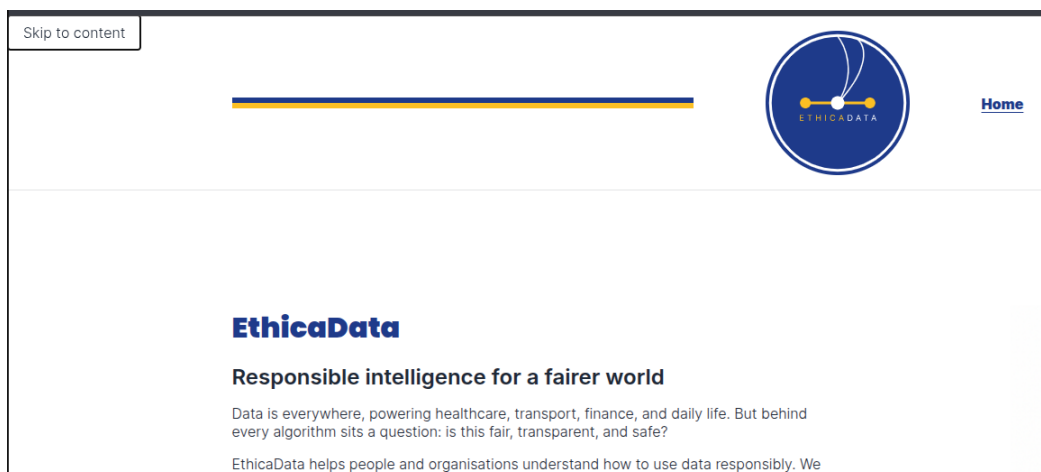 Skip to content
ETHICADATA
Home
EthicaData
Responsible intelligence for a fairer world
Data is everywhere, powering healthcare, transport, finance, and daily life. But behind
every algorithm sits a question: is this fair, transparent, and safe?
EthicaData helps people and organisations understand how to use data responsibly. We